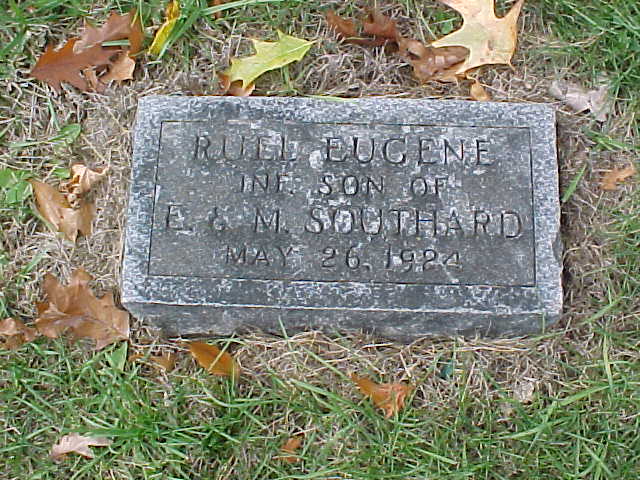 RUEL EUGENE
INF. SON OF
E. & M. SOUTHARD
MAY 26, 1924